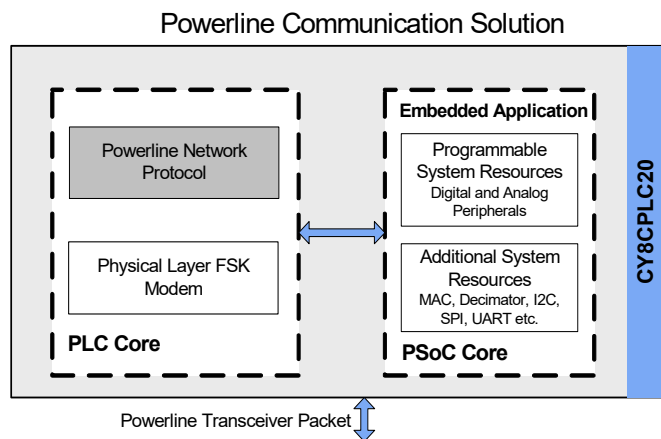 Powerline Communication Solution
Powerline Network
Protocol
Physical Layer FSK
Modem
PLC Core
Embedded Application
Programmable
System Resources
Digital and Analog
Peripherals
Additional System
Resources
MAC, Decimator, I2C,
SPI, UART etc.
PSoC Core
CY8CPLC20
Powerline Transceiver Packet